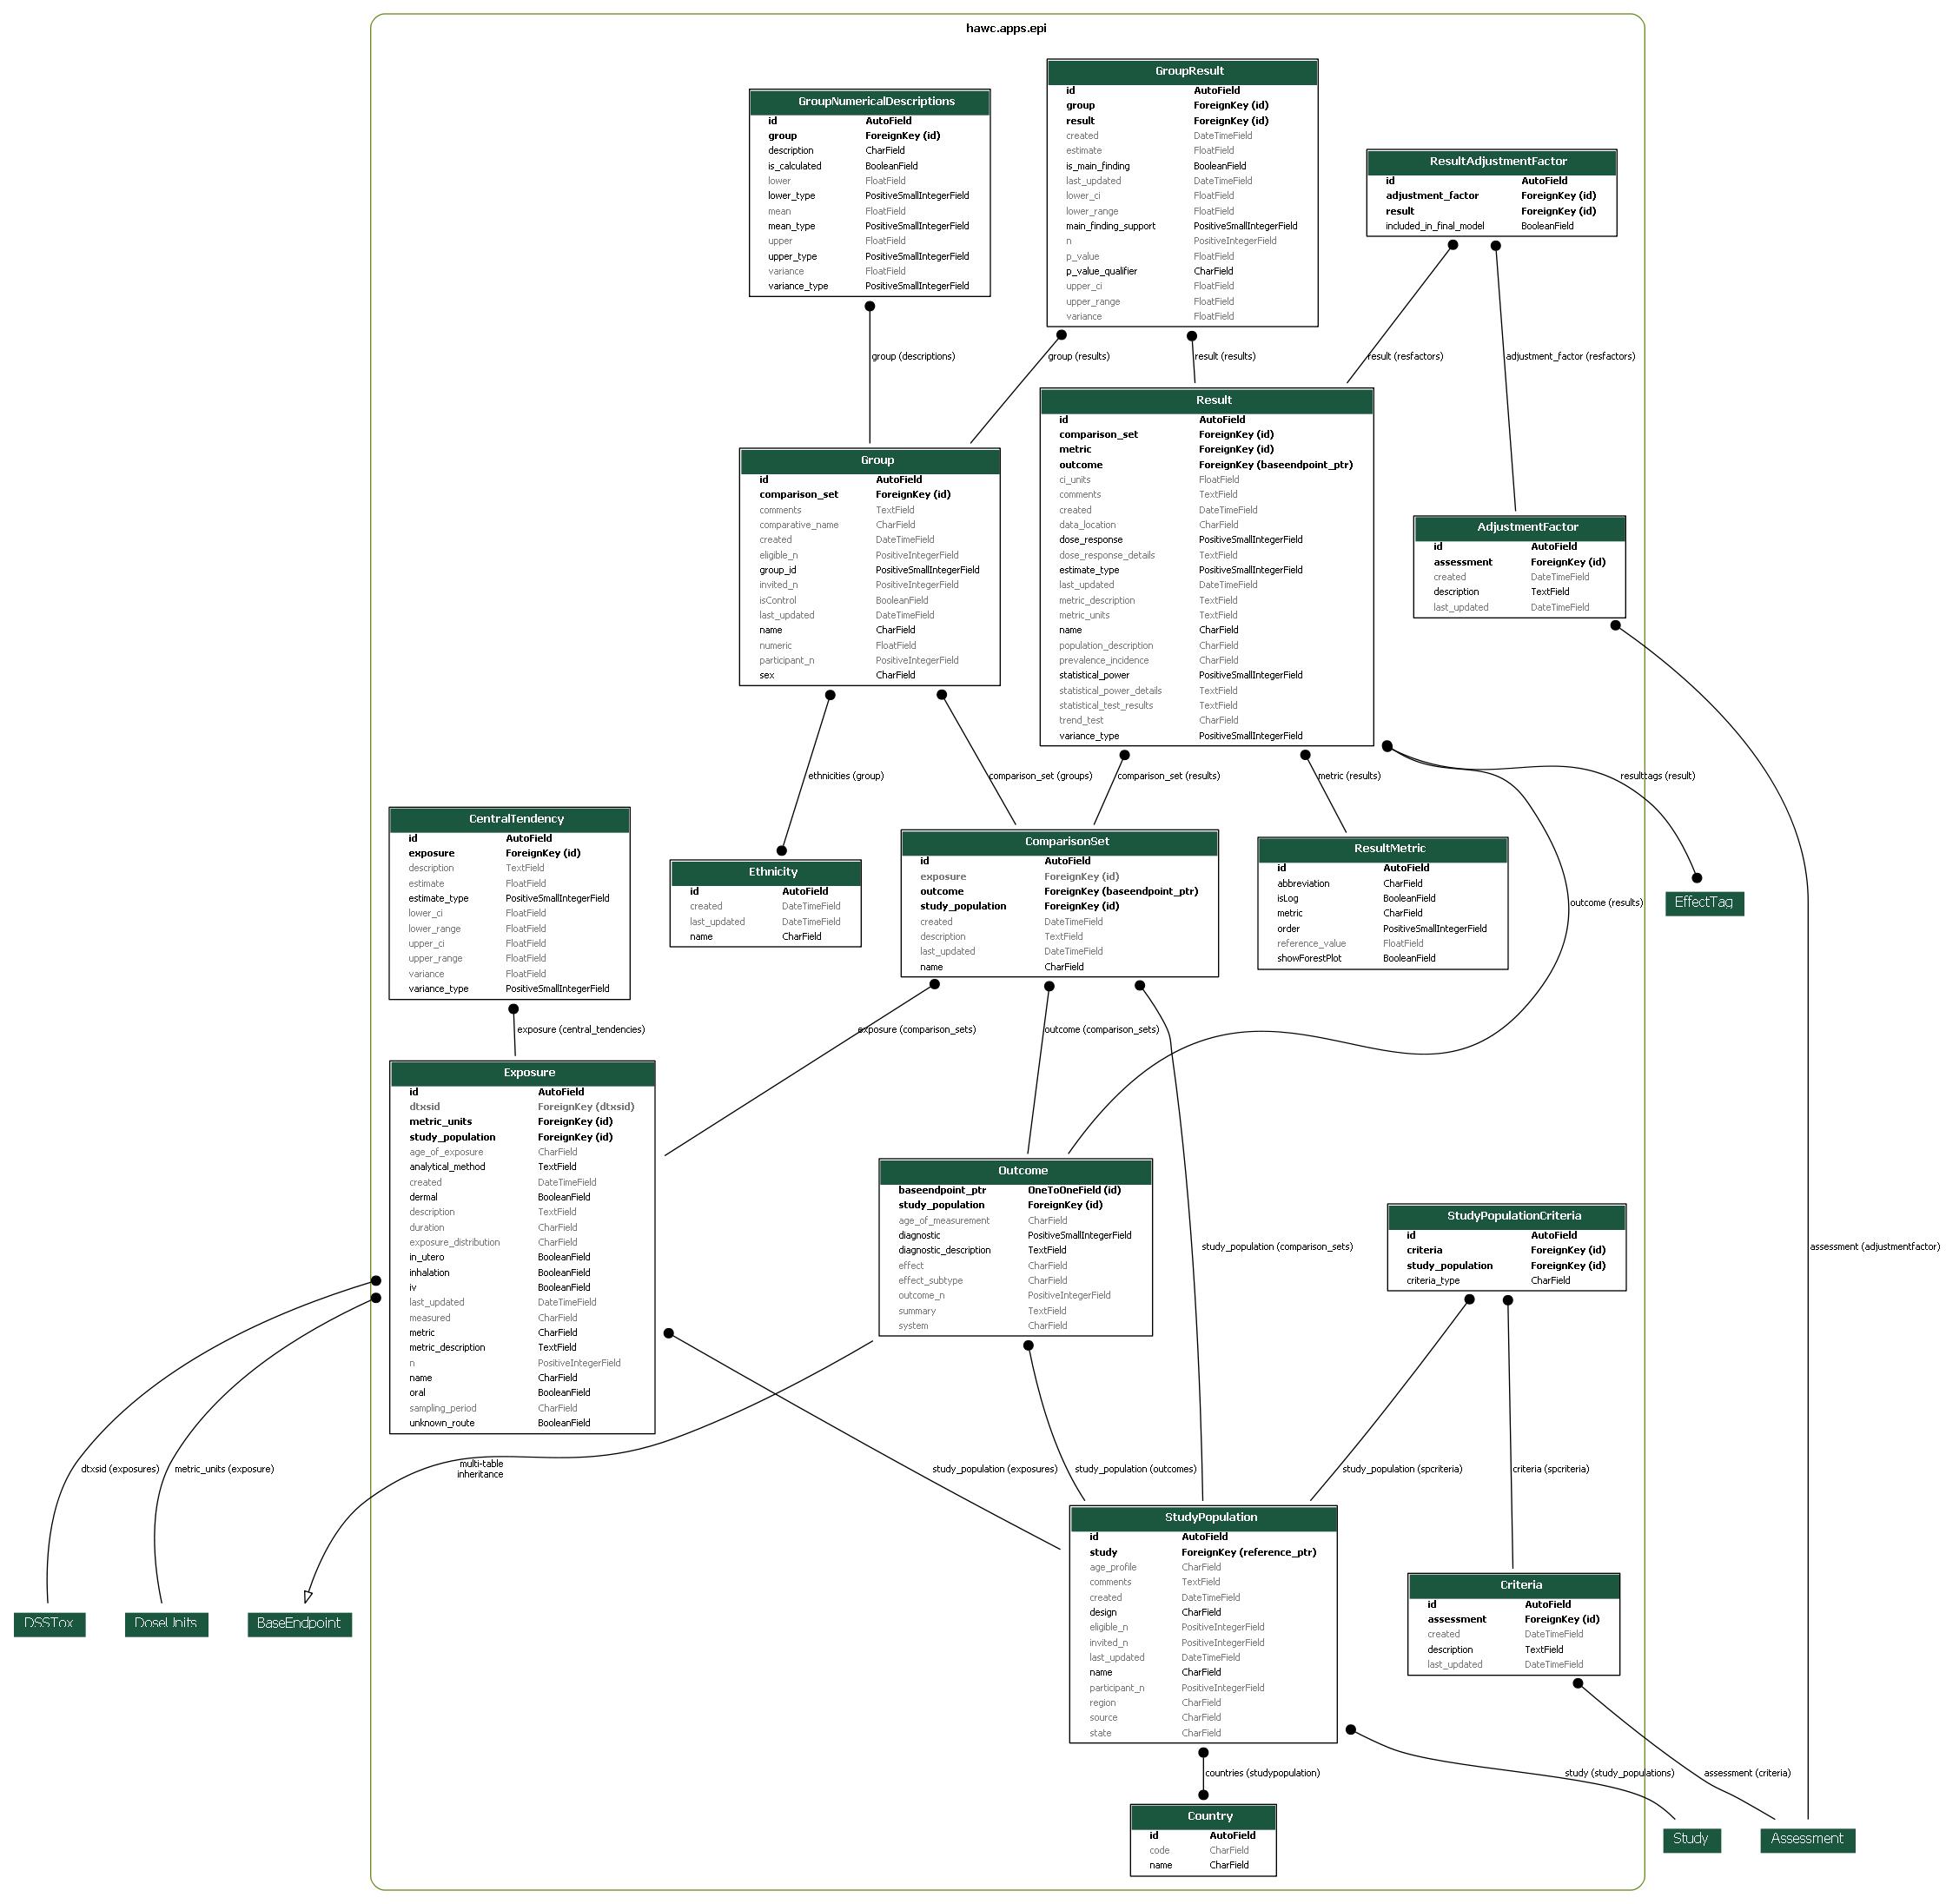 hawc.apps.epi
GroupNumericalDescriptions
id AutoField
group ForeignKey (id)
description CharField
is_calculated BooleanField
lower FloatField
lower_type PositiveSmallIntegerField
mean FloatField
mean_type PositiveSmallIntegerField
upper FloatField
upper_type PositiveSmallIntegerField
variance FloatField
variance_type PositiveSmallIntegerField
GroupResult
id AutoField
group ForeignKey (id)
result ForeignKey (id)
created DateTimeField
estimate FloatField
is_main_finding BooleanField
last_updated DateTimeField
lower_ci FloatField
lower_range FloatField
main_finding_support PositiveSmallIntegerField
n PositiveIntegerField
p_value FloatField
p_value_qualifier CharField
upper_ci FloatField
upper_range FloatField
variance FloatField
ResultAdjustmentFactor
id AutoField
adjustment_factor ForeignKey (id)
result ForeignKey (id)
included_in_final_model BooleanField
group (descriptions)
group (results)
result (results)
result (resfactors)
adjustment_factor (resfactors)
Group
id AutoField
comparison_set ForeignKey (id)
comments TextField
comparative_name CharField
created DateTimeField
eligible_n PositiveIntegerField
group_id PositiveSmallIntegerField
invited_n PositiveIntegerField
isControl BooleanField
last_updated DateTimeField
name CharField
numeric FloatField
participant_n PositiveIntegerField
sex CharField
Result
id AutoField
comparison_set ForeignKey (id)
metric ForeignKey (id)
outcome ForeignKey (baseendpoint_ptr)
ci_units FloatField
comments TextField
created DateTimeField
data_location CharField
dose_response PositiveSmallIntegerField
dose_response_details TextField
estimate_type PositiveSmallIntegerField
last_updated DateTimeField
metric_description TextField
metric_units TextField
name CharField
population_description CharField
prevalence_incidence CharField
statistical_power PositiveSmallIntegerField
statistical_power_details TextField
statistical_test_results TextField
trend_test CharField
variance_type PositiveSmallIntegerField
AdjustmentFactor
id AutoField
assessment ForeignKey (id)
created DateTimeField
description TextField
last_updated DateTimeField
ethnicities (group)
comparison_set (groups)
comparison_set (results)
metric (results)
resulttags (result)
CentralTendency
id AutoField
exposure ForeignKey (id)
description TextField
estimate FloatField
estimate_type PositiveSmallIntegerField
lower_ci FloatField
lower_range FloatField
upper_ci FloatField
upper_range FloatField
variance FloatField
variance_type PositiveSmallIntegerField
Ethnicity
id AutoField
created DateTimeField
last_updated DateTimeField
name CharField
ComparisonSet
id AutoField
exposure ForeignKey (id)
outcome ForeignKey (baseendpoint_ptr)
study_population ForeignKey (id)
created DateTimeField
description TextField
last_updated DateTimeField
name CharField
ResultMetric
id AutoField
abbreviation CharField
isLog BooleanField
metric CharField
order PositiveSmallIntegerField
reference_value FloatField
showForestPlot BooleanField
outcome (results)
EffectTag
exposure (central_tendencies)
exposure (comparison_sets)
outcome (comparison_sets)
Exposure
id AutoField
dtxsid ForeignKey (dtxsid)
metric_units ForeignKey (id)
study_population ForeignKey (id)
age_of_exposure CharField
analytical_method TextField
created DateTimeField
dermal BooleanField
description TextField
duration CharField
exposure_distribution CharField
in_utero BooleanField
inhalation BooleanField
iv BooleanField
last_updated DateTimeField
measured CharField
metric CharField
metric_description TextField
n PositiveIntegerField
name CharField
oral BooleanField
sampling_period CharField
unknown_route BooleanField
Outcome
baseendpoint_ptr OneToOneField (id)
study_population ForeignKey (id)
age_of_measurement CharField
diagnostic PositiveSmallIntegerField
diagnostic_description TextField
effect CharField
effect_subtype CharField
outcome_n PositiveIntegerField
summary TextField
system CharField
study_population (comparison_sets)
StudyPopulationCriteria
id AutoField
criteria ForeignKey (id)
study_population ForeignKey (id)
criteria_type CharField
assessment (adjustmentfactor)
dtxsid (exposures)
metric_units (exposure)
multi-table
inheritance
study_population (exposures)
study_population (outcomes)
study_population (spcriteria)
criteria (spcriteria)
DSSTox
DoseUnits
BaseEndpoint
StudyPopulation
id AutoField
study ForeignKey (reference_ptr)
age_profile CharField
comments TextField
created DateTimeField
design CharField
eligible_n PositiveIntegerField
invited_n PositiveIntegerField
last_updated DateTimeField
name CharField
participant_n PositiveIntegerField
region CharField
source CharField
state CharField
Criteria
id AutoField
assessment ForeignKey (id)
created DateTimeField
description TextField
last_updated DateTimeField
countries (studypopulation)
study (study_populations)
assessment (criteria)
Country
id AutoField
code CharField
name CharField
Study
Assessment